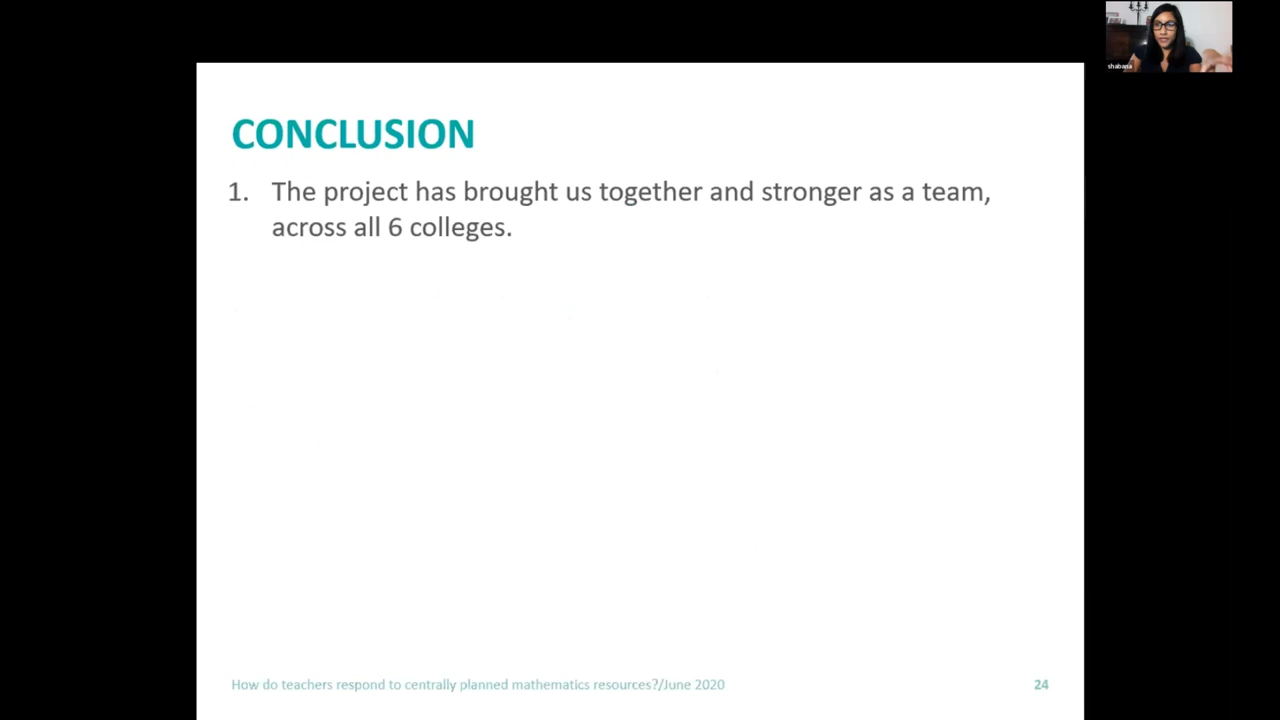 shabana
CONCLUSION
1. The project has brought us together and stronger as a team,
across all 6 colleges.
How do teachers respond to centrally planned mathematics resources?/June 2020
24